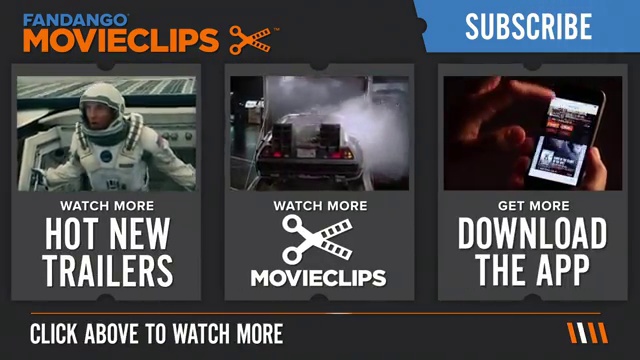 FANDANGO
MOVIECLIPS ™
SUBSCRIBE
WATCH MORE
HOT NEW
TRAILERS
WATCH MORE
MOVIECLIPS
GET MORE
DOWNLOAD
THE APP
CLICK ABOVE TO WATCH MORE